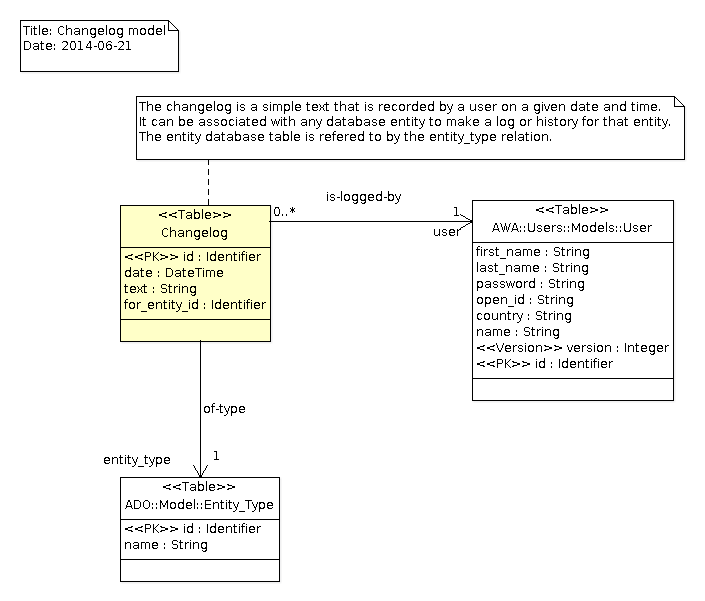 Title: Changelog model
Date: 2014-06-21
The changelog is a simple text that is recorded by a user on a given date and time.
It can be associated with any database entity to make a log or history for that entity.
The entity database table is refered to by the entity_type relation.
is-logged-by
0..*
1
user
<<Table>>
Changelog
<<PK>> id : Identifier
date : DateTime
text : String
for_entity_id : Identifier
<<Table>>
AWA::Users::Models::User
first_name : String
last_name : String
password : String
open_id : String
country : String
name : String
<<Version>> version : Integer
<<PK>> id : Identifier
of-type
entity_type
1
<<Table>>
ADO::Model::Entity_Type
<<PK>> id : Identifier
name : String